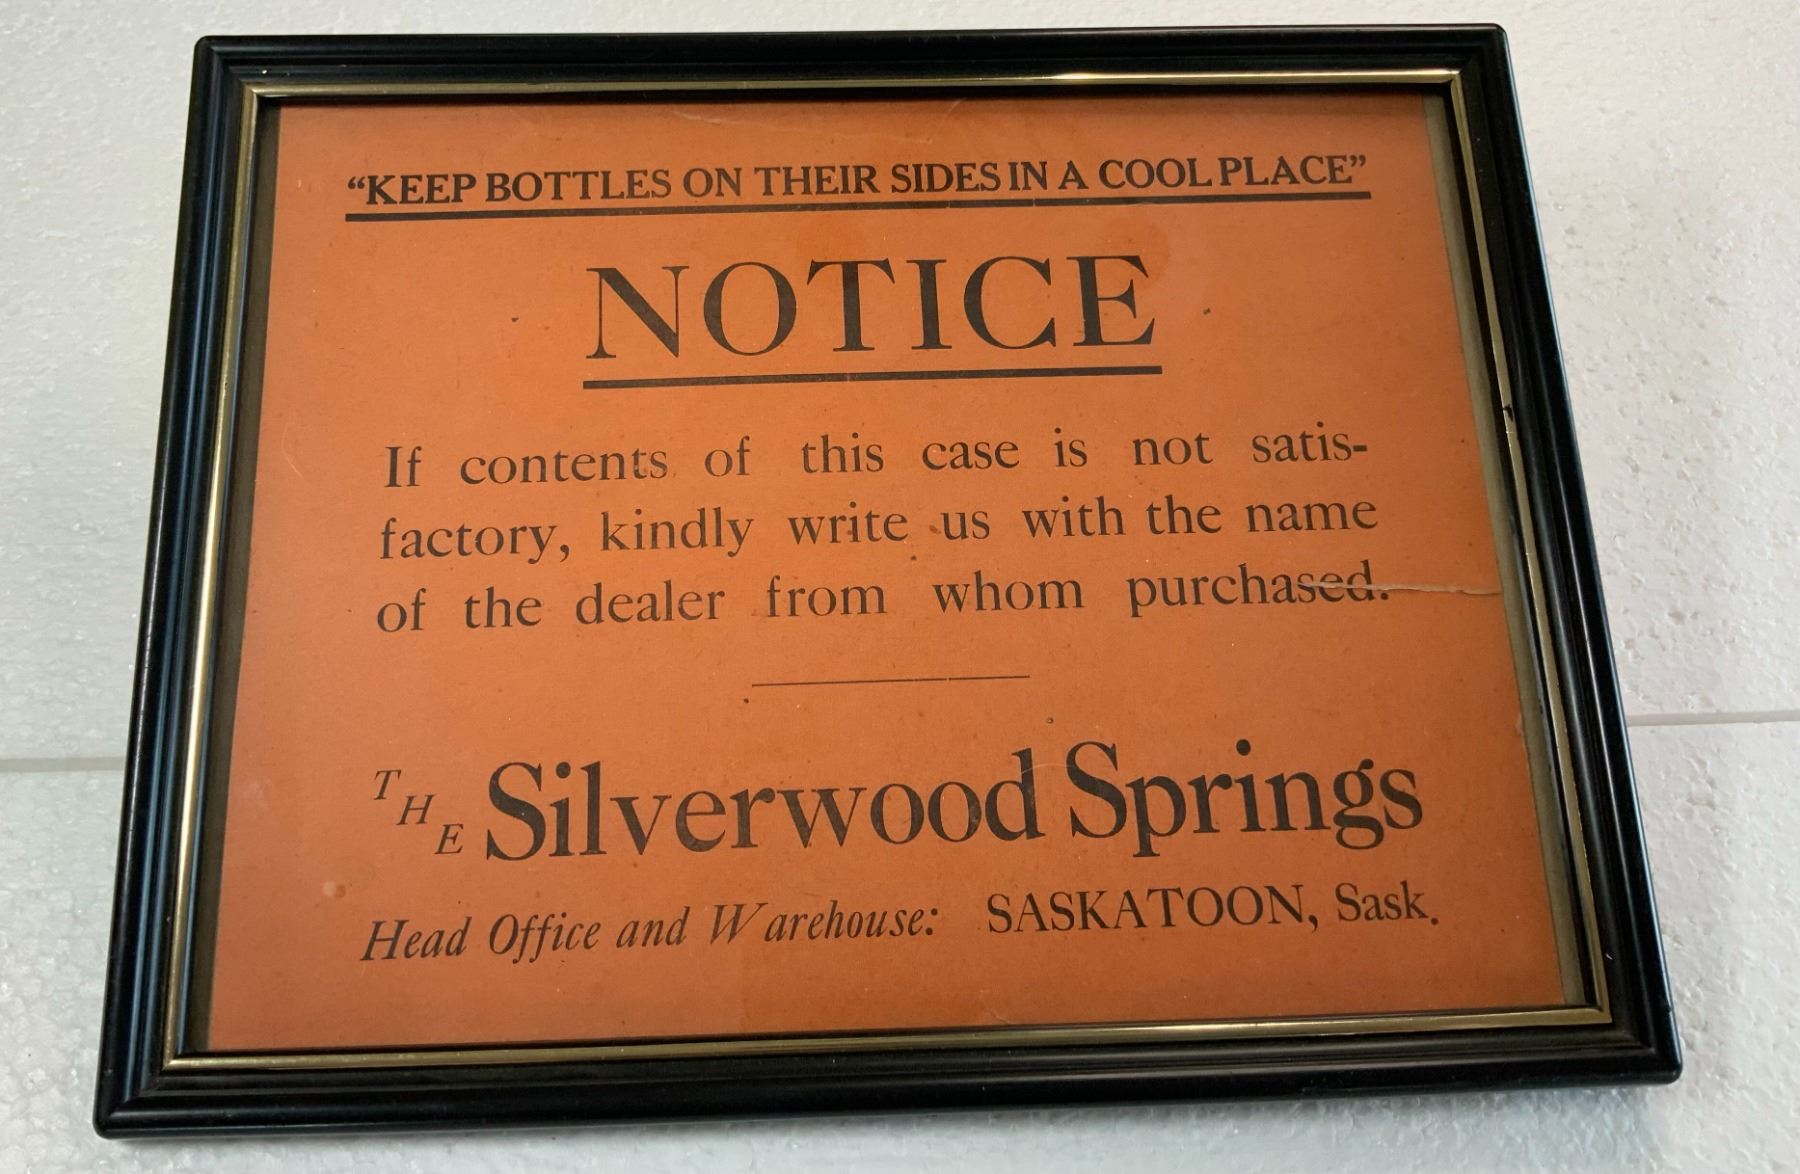 “KEEP BOTTLES ON THEIR SIDES IN A COOL PLACE”
NOTICE
If contents of this case is not satis-
factory, kindly write us with the name
of the dealer from whom purchased.
THE Silverwood Springs
Head Office and Warehouse: SASKATOON, Sask.